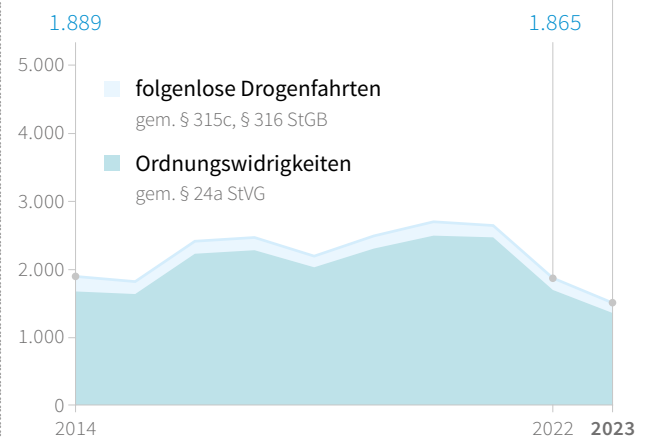 1.889 1.865
5.000
folgenlose Drogenfahrten
gem. § 315c, § 316 StGB
4.000
Ordnungswidrigkeiten
gem. § 24a StVG
3.000
2.000
1.000
0
2014 2022 2023